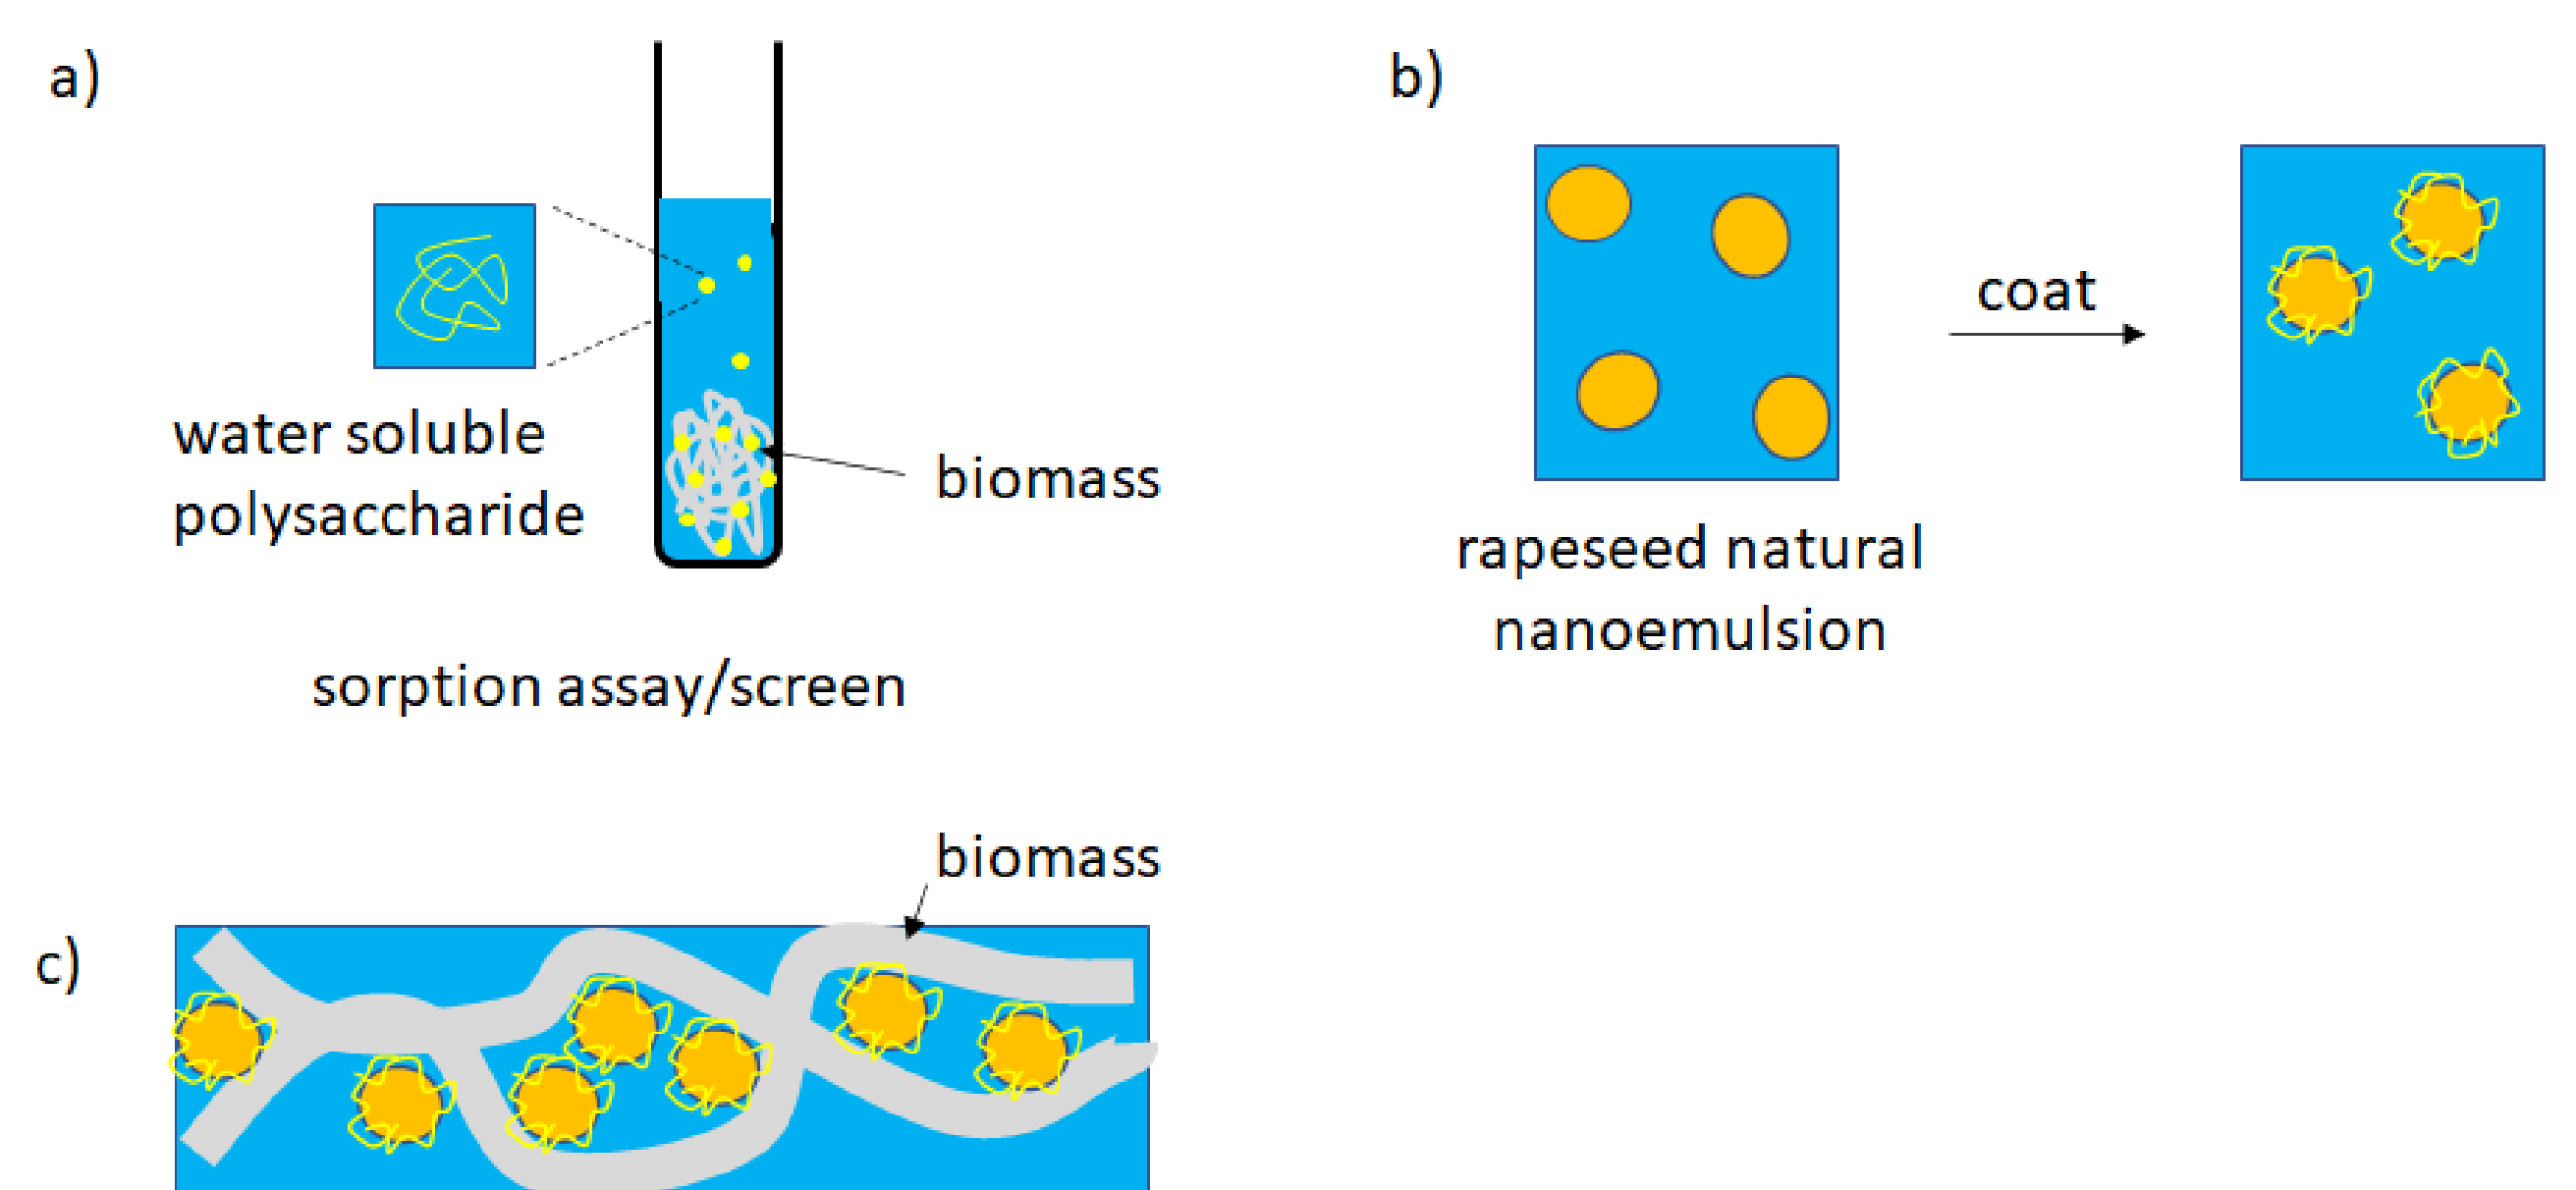 a)
water soluble
polysaccharide
biomass
sorption assay/screen
b)
coat
rapeseed natural
nanoemulsion
c)
biomass